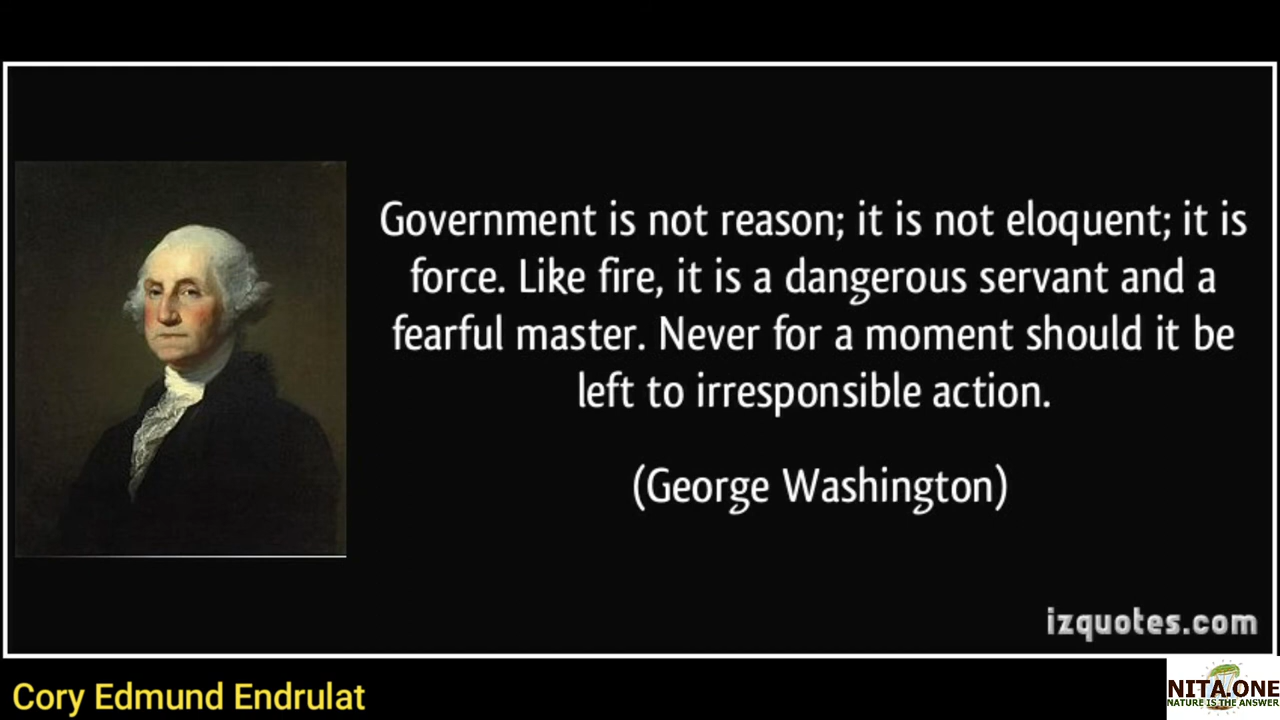 Government is not reason; it is not eloquent; it is
force. Like fire, it is a dangerous servant and a
fearful master. Never for a moment should it be
left to irresponsible action.
(George Washington)
izquotes.com
Cory Edmund Endrulat
NITA.ONE
NATURE IS THE ANSWER